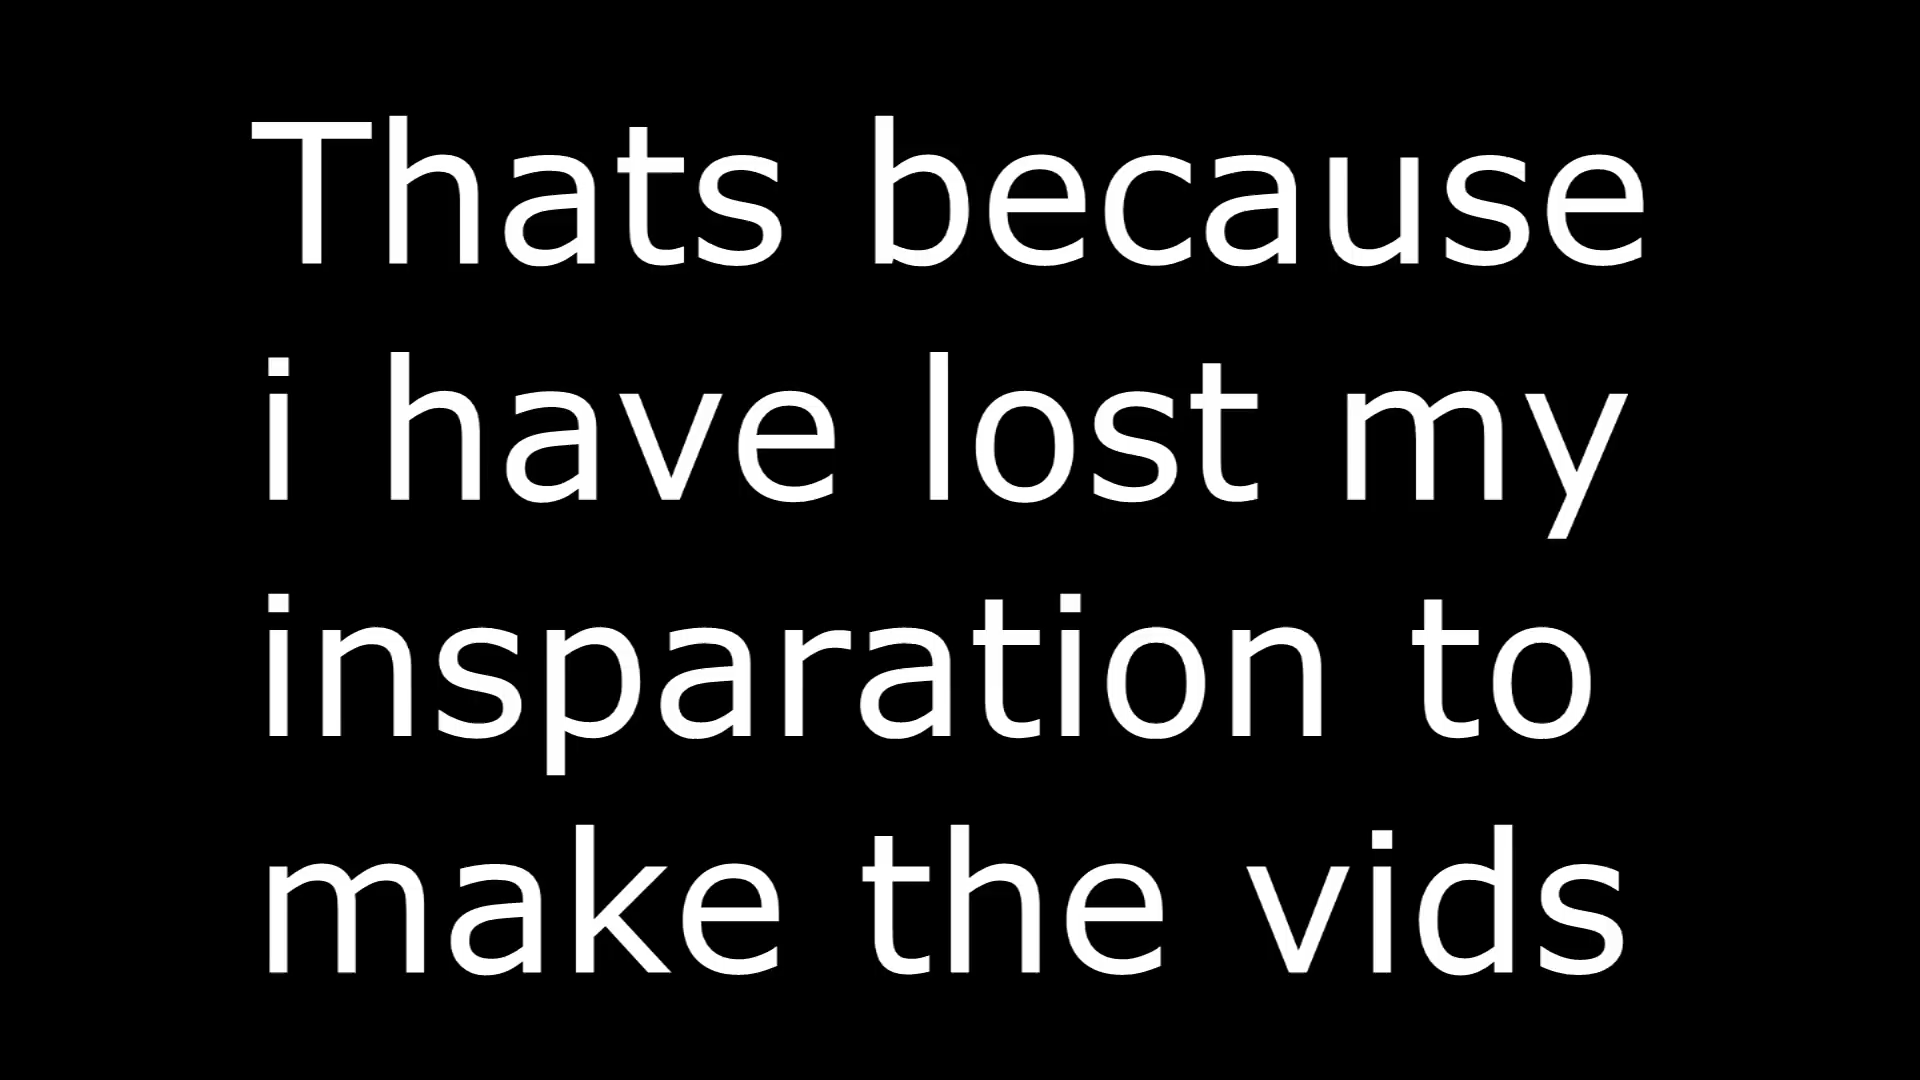 Thats because
i have lost my
insparation to
make the vids